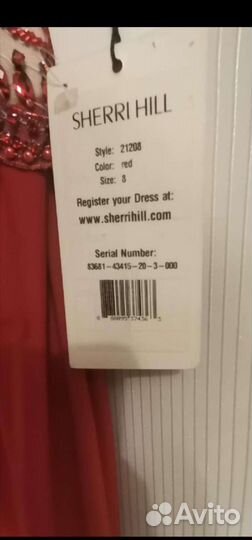 SHERRI HILL
Style: 21208
Color: red
Size: 8
Register your Dress at:
www.sherrihill.com
Serial Number:
83681-43415-20-3-000
Avito